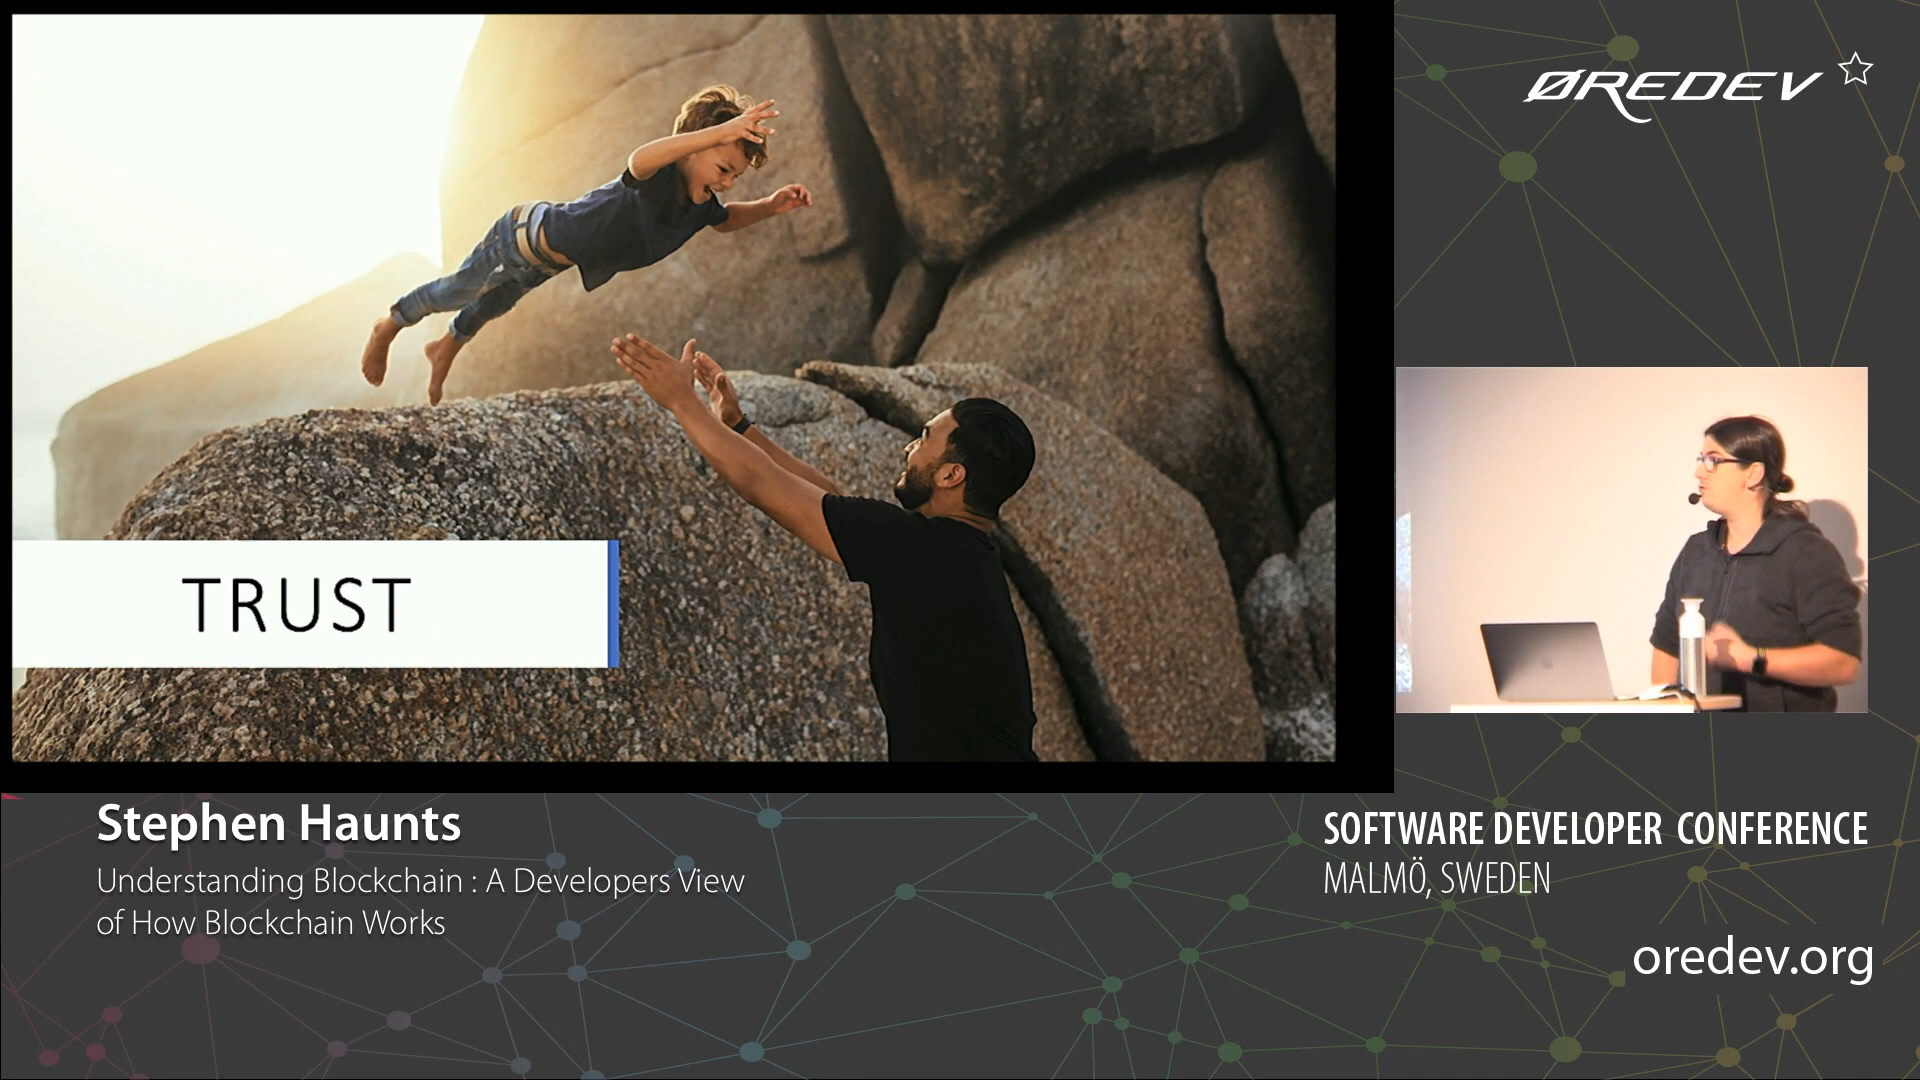 ØREDEV
TRUST
Stephen Haunts
Understanding Blockchain : A Developers View
of How Blockchain Works
SOFTWARE DEVELOPER CONFERENCE
MALMÖ, SWEDEN
oredev.org